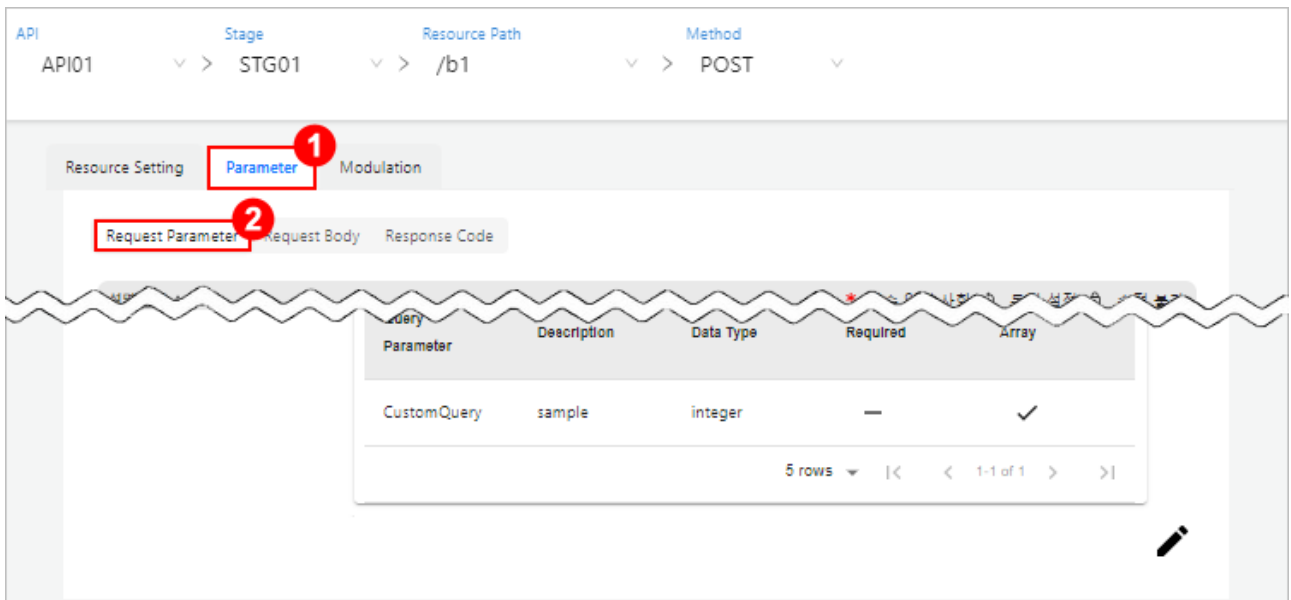 API Stage Resource Path Method
API01 > STG01 > /b1 > POST
1
Resource Setting Parameter Modulation
2
Request Parameter Request Body Response Code
*
Query
Parameter Description Data Type Required Array
CustomQuery sample integer
5 rows 1-1 of 1